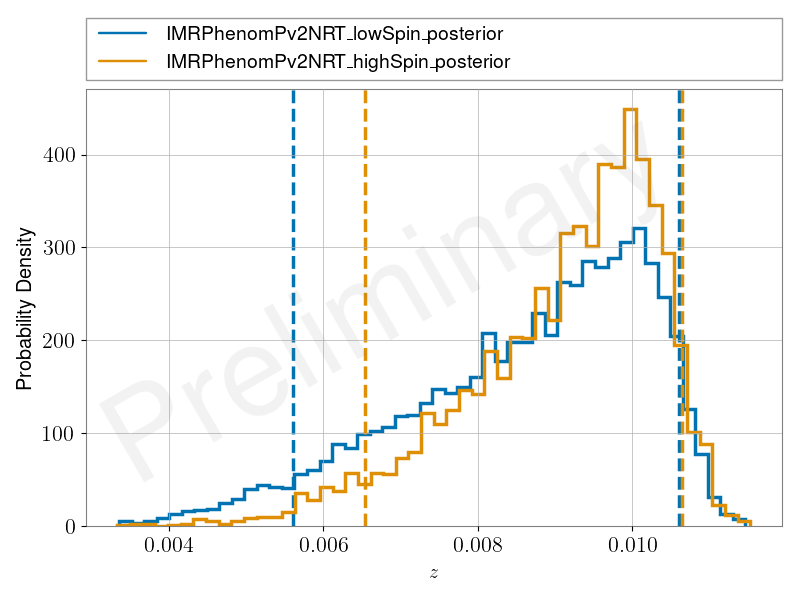 IMRPhenomPv2NRT_lowSpin_posterior
IMRPhenomPv2NRT_highSpin_posterior
Probability Density
400
300
200
100
0
0.004 0.006 0.008 0.010
z
Preliminary